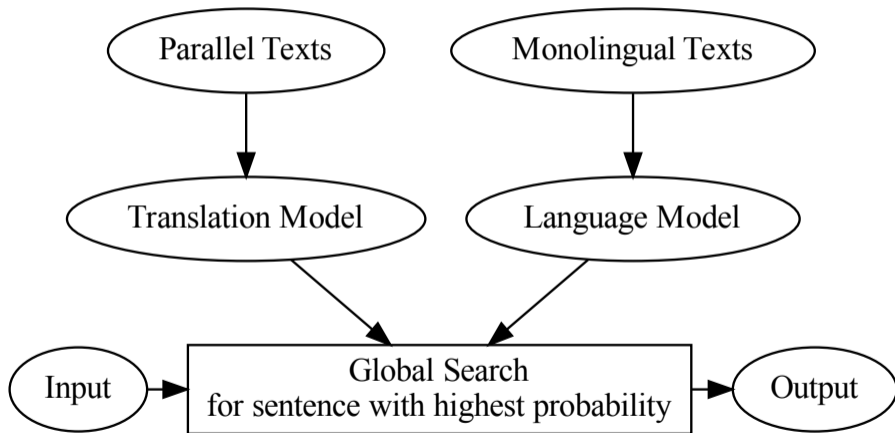 Parallel Texts
Monolingual Texts
Translation Model
Language Model
Input
Global Search
for sentence with highest probability
Output